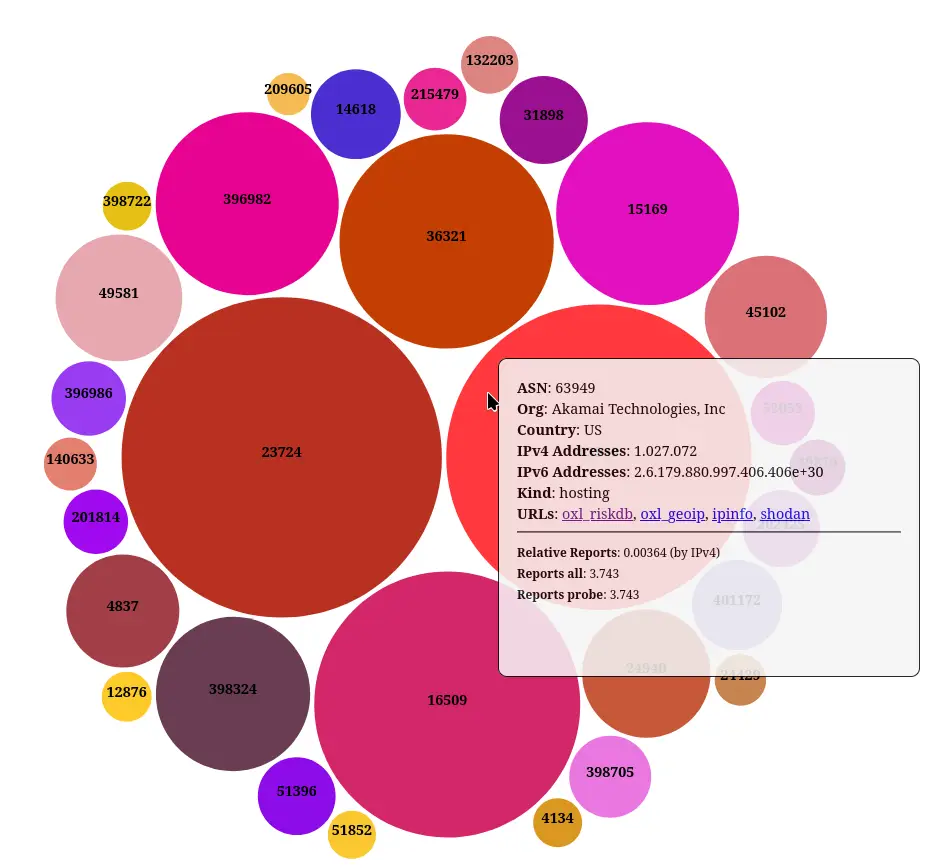 132203
209605
215479
14618
31898
398722
396982
15169
36321
49581
45102
ASN: 63949
Org: Akamai Technologies, Inc
Country: US
IPv4 Addresses: 1.027.072
IPv6 Addresses: 2.6.179.880.997.406.406e+30
Kind: hosting
URLs: oxl_riskdb, oxl_geoip, ipinfo, shodan
Relative Reports: 0.00364 (by IPv4)
Reports all: 3.743
Reports probe: 3.743
396986
23724
140633
201814
401172
4837
24940
12876
398324
16509
398705
51396
4134
51852